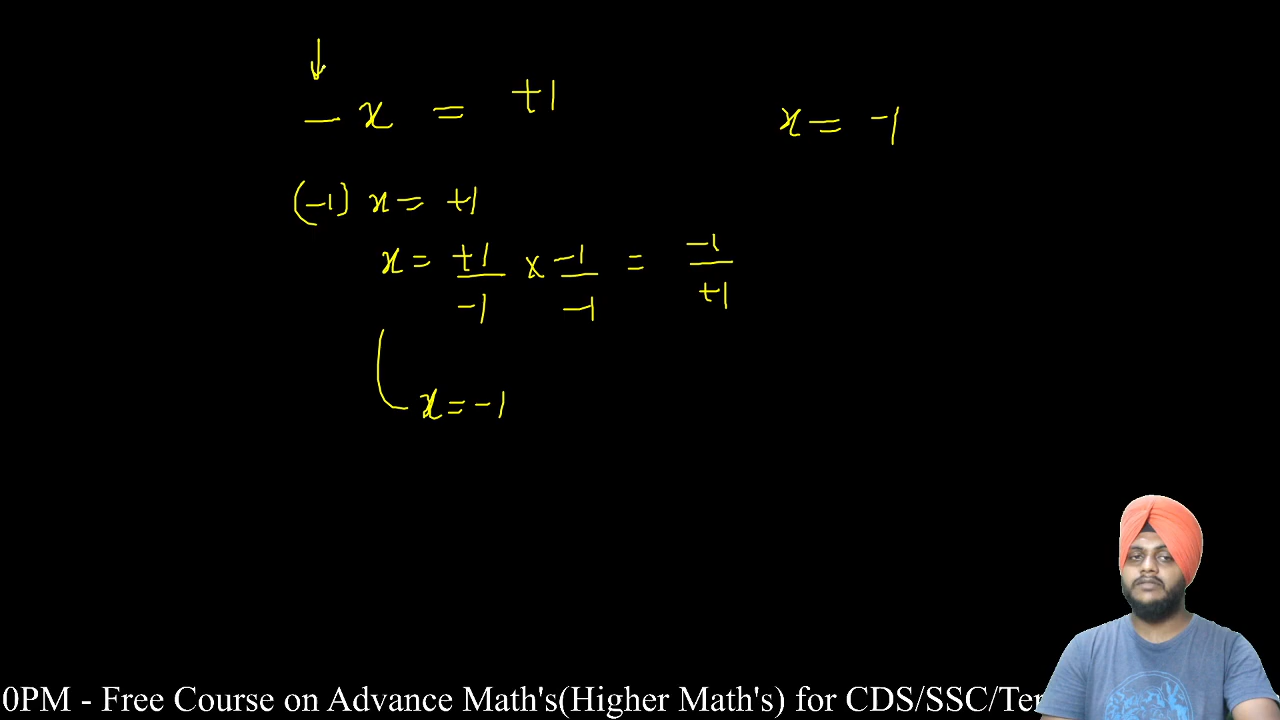 - x = +1
x = -1
(-1) x = +1
x = +1/-1 × -1/-1 = -1/+1
x = -1
0PM - Free Course on Advance Math's(Higher Math's) for CDS/SSC/Ter